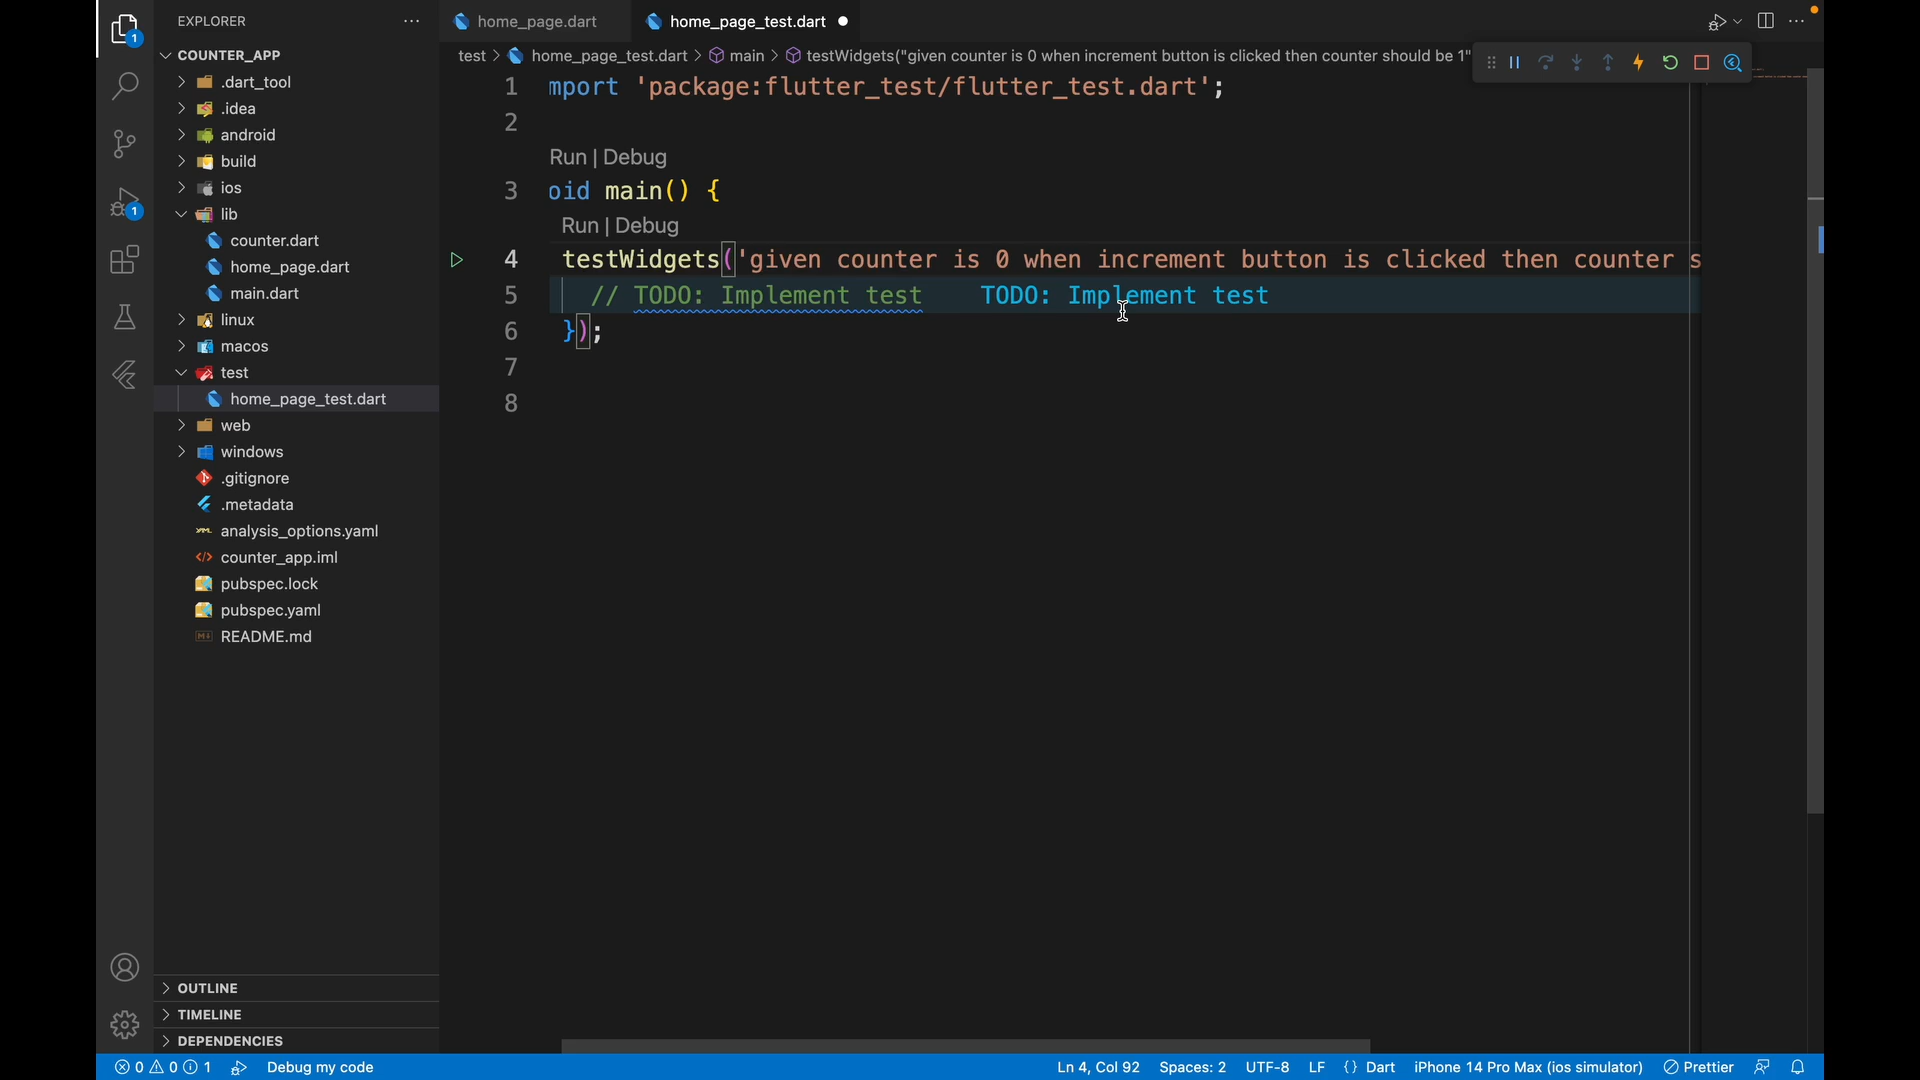 EXPLORER
COUNTER_APP
.dart_tool
.idea
android
build
ios
lib
counter.dart
home_page.dart
main.dart
linux
macos
test
home_page_test.dart
web
windows
.gitignore
.metadata
analysis_options.yaml
counter_app.iml
pubspec.lock
pubspec.yaml
README.md
OUTLINE
TIMELINE
DEPENDENCIES
1
1
home_page.dart
home_page_test.dart
test > home_page_test.dart > main > testWidgets("given counter is 0 when increment button is clicked then counter should be 1"
1 mport 'package:flutter_test/flutter_test.dart';
2
Run | Debug
3 oid main() {
Run | Debug
4 testWidgets('given counter is 0 when increment button is clicked then counter s
5 // TODO: Implement test TODO: Implement test
6 });
7
8
0 0 1 Debug my code Ln 4, Col 92 Spaces: 2 UTF-8 LF {} Dart iPhone 14 Pro Max (ios simulator) Prettier